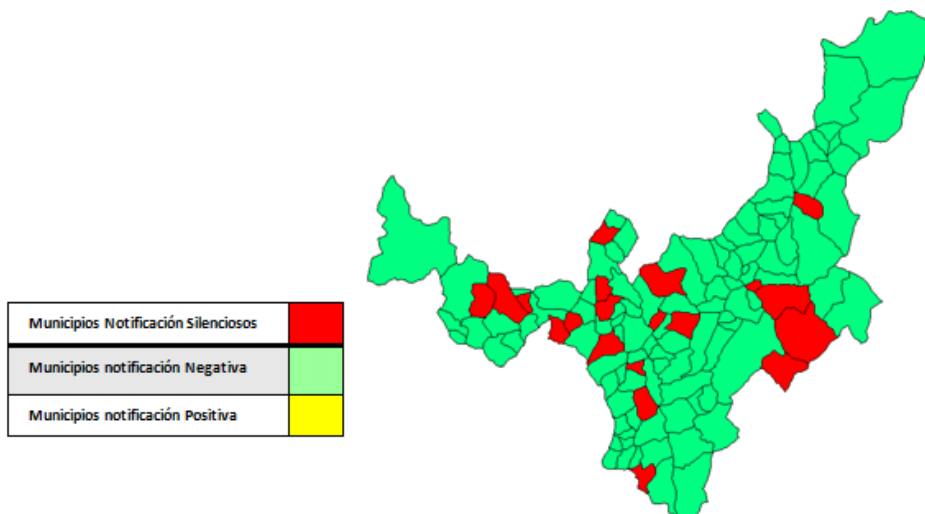 Municipios Notificación Silenciosos
Municipios notificación Negativa
Municipios notificación Positiva